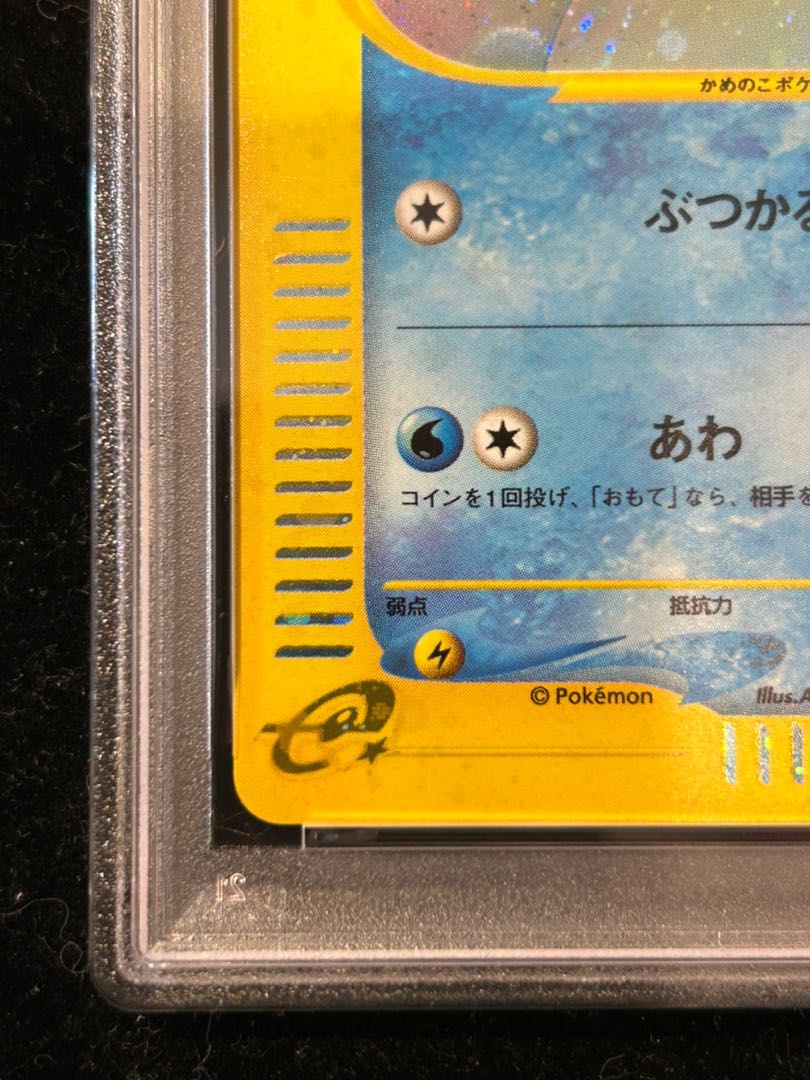 かめのこポケ
ぶつかる
あわ
コインを1回投げ、「おもて」なら、相手を
弱点 抵抗力
© Pokémon Illus.
21